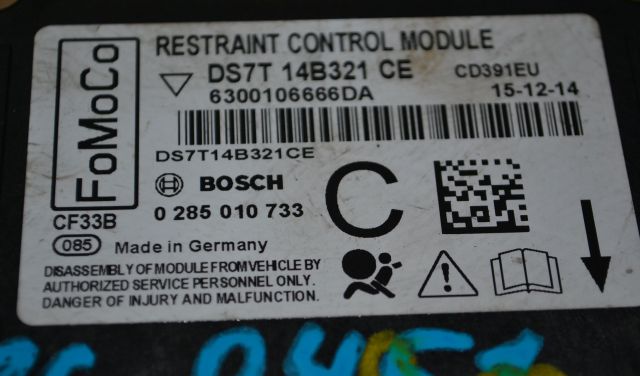 FoMoCo
RESTRAINT CONTROL MODULE
DS7T 14B321 CE CD391EU
6300106666DA 15-12-14
DS7T14B321CE
BOSCH
C
CF33B 0 285 010 733
085 Made in Germany
DISASSEMBLY OF MODULE FROM VEHICLE BY
AUTHORIZED SERVICE PERSONNEL ONLY.
DANGER OF INJURY AND MALFUNCTION.